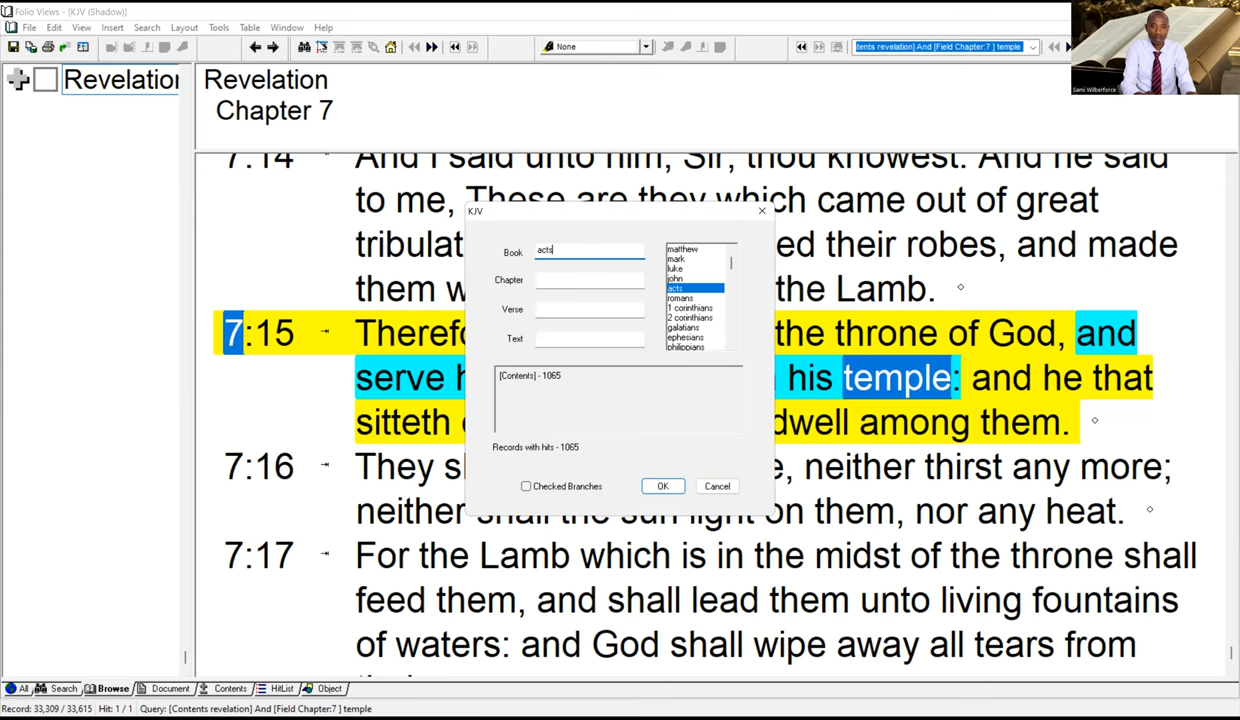 Folio Views - [KJV (Shadow)]
File Edit View Insert Search Layout Tools Table Window Help
None
tents revelation] And [Field Chapter:7 ] temple
Sami Wilberforce
Revelation
Revelation
Chapter 7
7:14 And I said unto him, Sir, thou knowest. And he said
to me, These are they which came out of great
tribulat ed their robes, and made
them w the Lamb.
7:15 Therefo the throne of God, and
serve h his temple: and he that
sitteth dwell among them.
7:16 They s e, neither thirst any more;
neither shall the sun light on them, nor any heat.
7:17 For the Lamb which is in the midst of the throne shall
feed them, and shall lead them unto living fountains
of waters: and God shall wipe away all tears from
KJV
Book acts
Chapter
Verse
Text
matthew
mark
luke
john
acts
romans
1 corinthians
2 corinthians
galatians
ephesians
philippians
[Contents] - 1065
Records with hits - 1065
Checked Branches OK Cancel
All Search Browse Document Contents HitList Object
Record: 33,309 / 33,615 Hit: 1 / 1 Query: [Contents revelation] And [Field Chapter:7 ] temple